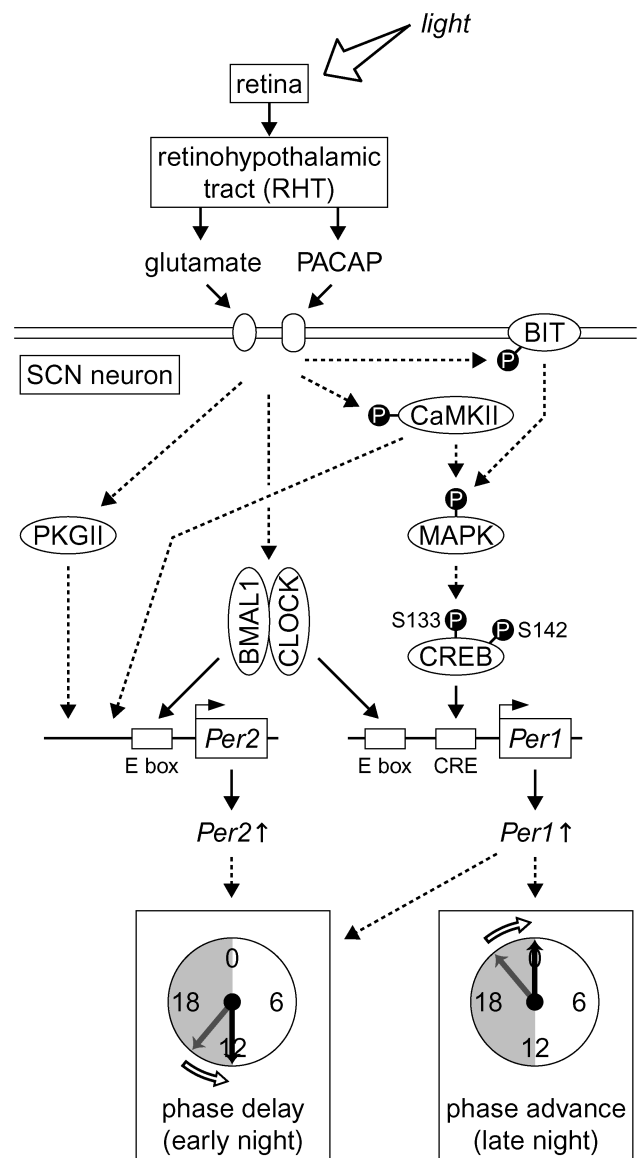 light
retina
retinohypothalamic
tract (RHT)
glutamate PACAP
BIT
P
SCN neuron
P CaMKII
P
PKGII MAPK
BMAL1 CLOCK
S133 P P S142
CREB
Per2 Per1
E box E box CRE
Per2↑ Per1↑
0 6 12 18
phase delay
(early night)
0 6 12 18
phase advance
(late night)